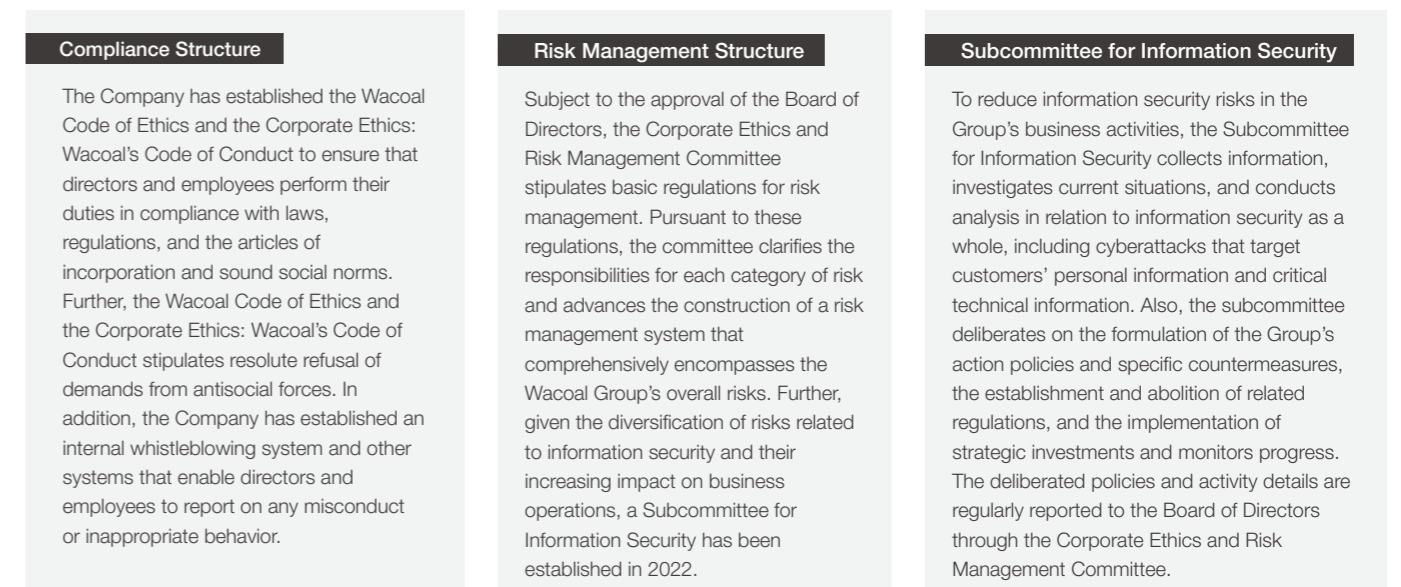 Compliance Structure
The Company has established the Wacoal
Code of Ethics and the Corporate Ethics:
Wacoal’s Code of Conduct to ensure that
directors and employees perform their
duties in compliance with laws,
regulations, and the articles of
incorporation and sound social norms.
Further, the Wacoal Code of Ethics and
the Corporate Ethics: Wacoal’s Code of
Conduct stipulates resolute refusal of
demands from antisocial forces. In
addition, the Company has established an
internal whistleblowing system and other
systems that enable directors and
employees to report on any misconduct
or inappropriate behavior.
Risk Management Structure
Subject to the approval of the Board of
Directors, the Corporate Ethics and
Risk Management Committee
stipulates basic regulations for risk
management. Pursuant to these
regulations, the committee clarifies the
responsibilities for each category of risk
and advances the construction of a risk
management system that
comprehensively encompasses the
Wacoal Group’s overall risks. Further,
given the diversification of risks related
to information security and their
increasing impact on business
operations, a Subcommittee for
Information Security has been
established in 2022.
Subcommittee for Information Security
To reduce information security risks in the
Group’s business activities, the Subcommittee
for Information Security collects information,
investigates current situations, and conducts
analysis in relation to information security as a
whole, including cyberattacks that target
customers’ personal information and critical
technical information. Also, the subcommittee
deliberates on the formulation of the Group’s
action policies and specific countermeasures,
the establishment and abolition of related
regulations, and the implementation of
strategic investments and monitors progress.
The deliberated policies and activity details are
regularly reported to the Board of Directors
through the Corporate Ethics and Risk
Management Committee.